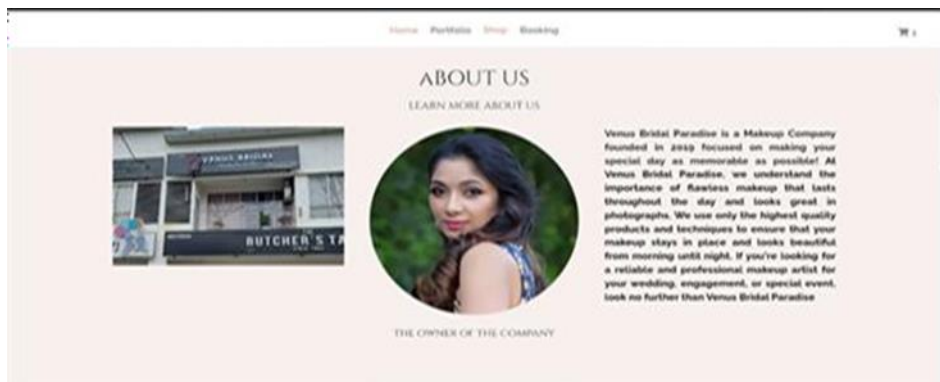 Home Portfolio Shop Booking
ABOUT US
LEARN MORE ABOUT US
VENUS BRIDAL
BUTCHER'S TA
Venus Bridal Paradise is a Makeup Company
founded in 2019 focused on making your
special day as memorable as possible! At
Venus Bridal Paradise, we understand the
importance of flawless makeup that lasts
throughout the day and looks great in
photographs. We use only the highest quality
products and techniques to ensure that your
makeup stays in place and looks beautiful
from morning until night. If you're looking for
a reliable and professional makeup artist for
your wedding, engagement, or special event,
look no further than Venus Bridal Paradise
THE OWNER OF THE COMPANY